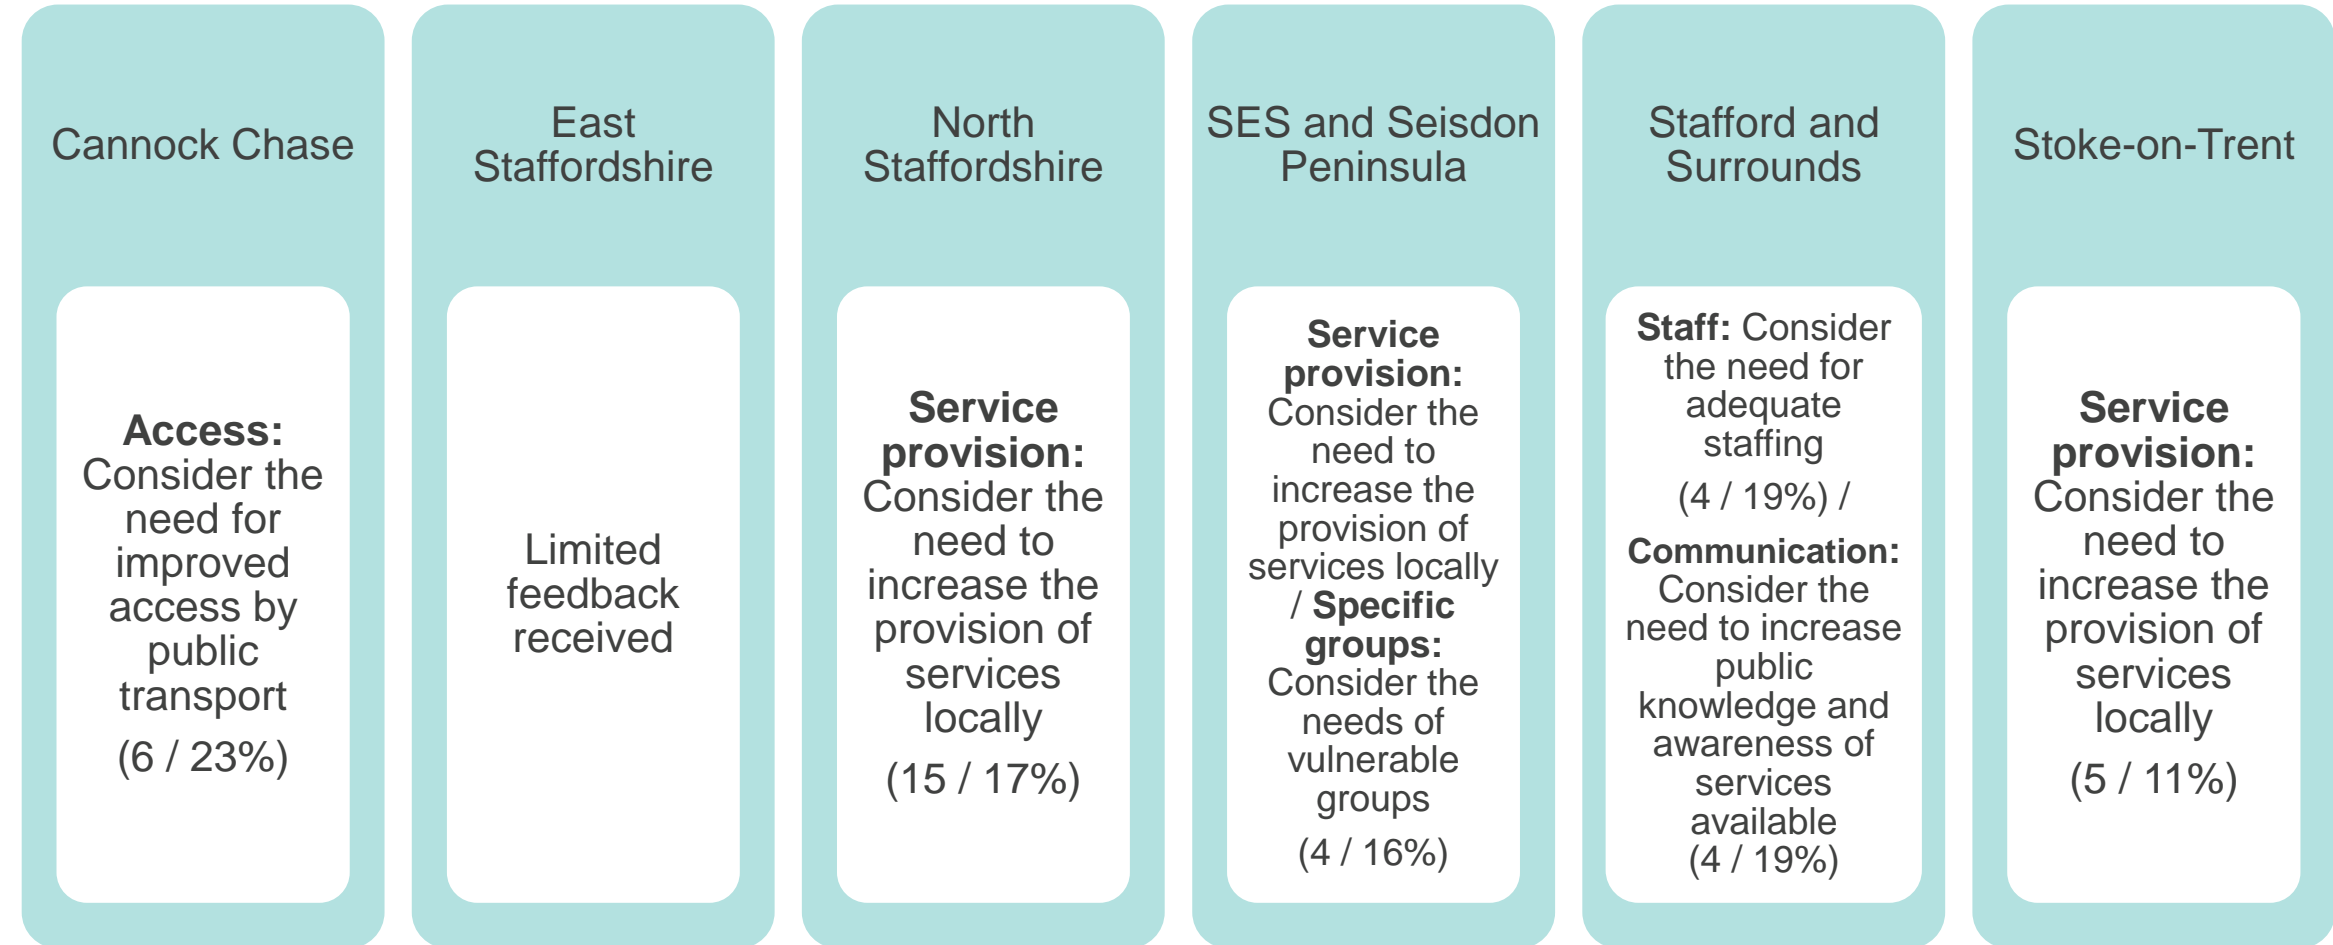 Cannock Chase
Access:
Consider the
need for
improved
access by
public
transport
(6 / 23%)
East
Staffordshire
Limited
feedback
received
North
Staffordshire
Service
provision:
Consider the
need to
increase the
provision of
services
locally
(15 / 17%)
SES and Seisdon
Peninsula
Service
provision:
Consider the
need to
increase the
provision of
services locally
/ Specific
groups:
Consider the
needs of
vulnerable
groups
(4 / 16%)
Stafford and
Surrounds
Staff: Consider
the need for
adequate
staffing
(4 / 19%) /
Communication:
Consider the
need to increase
public
knowledge and
awareness of
services
available
(4 / 19%)
Stoke-on-Trent
Service
provision:
Consider the
need to
increase the
provision of
services
locally
(5 / 11%)